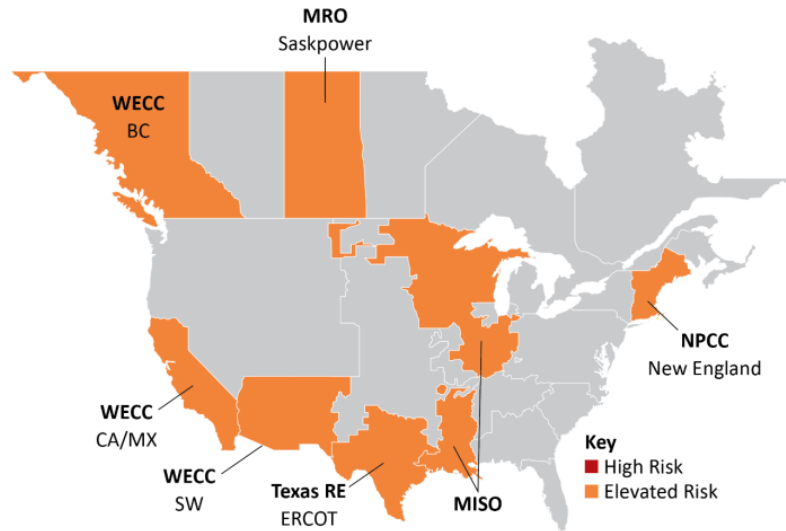 MRO
Saskpower
WECC
BC
NPCC
New England
WECC
CA/MX
WECC
SW
Texas RE
ERCOT
MISO
Key
High Risk
Elevated Risk